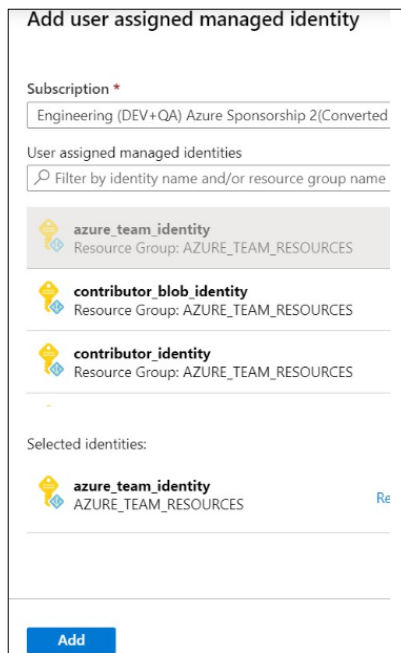 Add user assigned managed identity
Subscription *
Engineering (DEV+QA) Azure Sponsorship 2(Converted
User assigned managed identities
Filter by identity name and/or resource group name
azure_team_identity
Resource Group: AZURE_TEAM_RESOURCES
contributor_blob_identity
Resource Group: AZURE_TEAM_RESOURCES
contributor_identity
Resource Group: AZURE_TEAM_RESOURCES
Selected identities:
azure_team_identity
AZURE_TEAM_RESOURCES
Re
Add